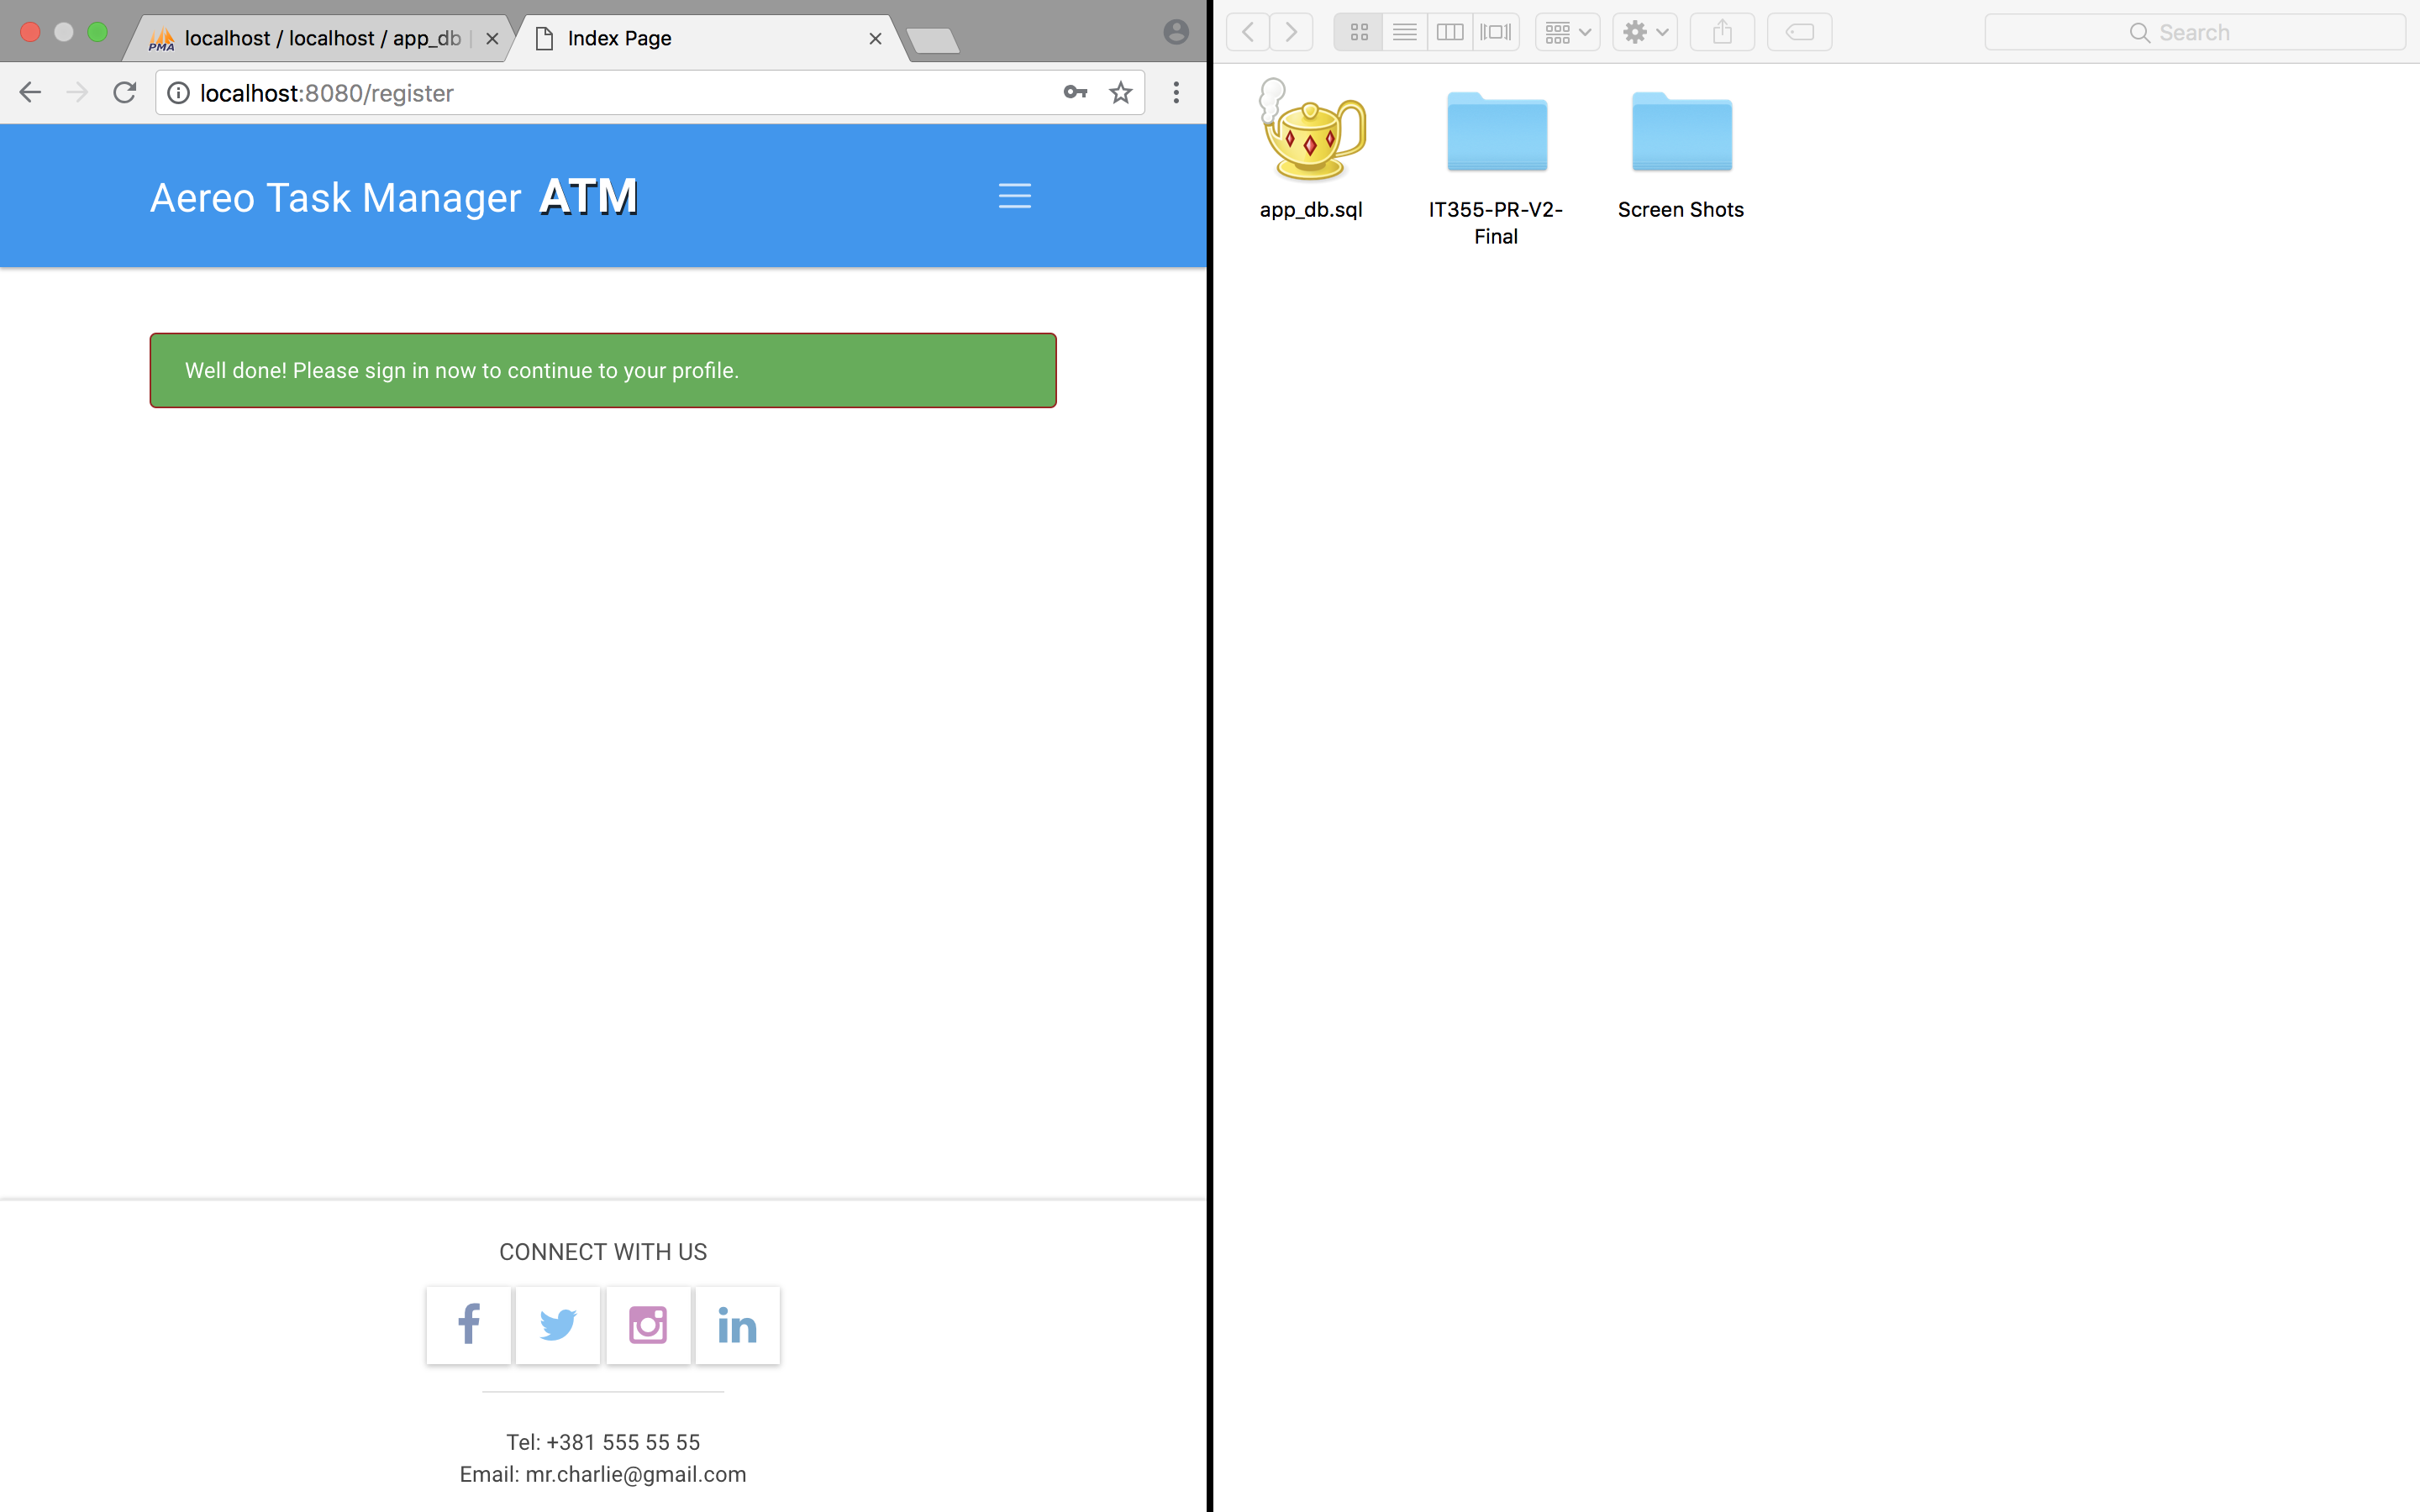 PMA localhost / localhost / app_db |
Index Page
localhost:8080/register
Aereo Task Manager ATM
Well done! Please sign in now to continue to your profile.
CONNECT WITH US
Tel: +381 555 55 55
Email: mr.charlie@gmail.com
Search
app_db.sql
IT355-PR-V2-
Final
Screen Shots